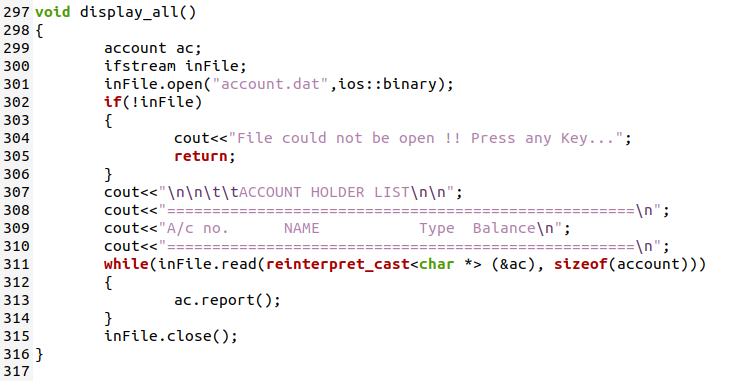 297 void display_all()
298 {
299         account ac;
300         ifstream inFile;
301         inFile.open("account.dat",ios::binary);
302         if(!inFile)
303         {
304                 cout<<"File could not be open !! Press any Key...";
305                 return;
306         }
307         cout<<"\n\n\t\tACCOUNT HOLDER LIST\n\n";
308         cout<<"====================================================\n";
309         cout<<"A/c no.      NAME           Type  Balance\n";
310         cout<<"====================================================\n";
311         while(inFile.read(reinterpret_cast<char *> (&ac), sizeof(account)))
312         {
313                 ac.report();
314         }
315         inFile.close();
316 }
317